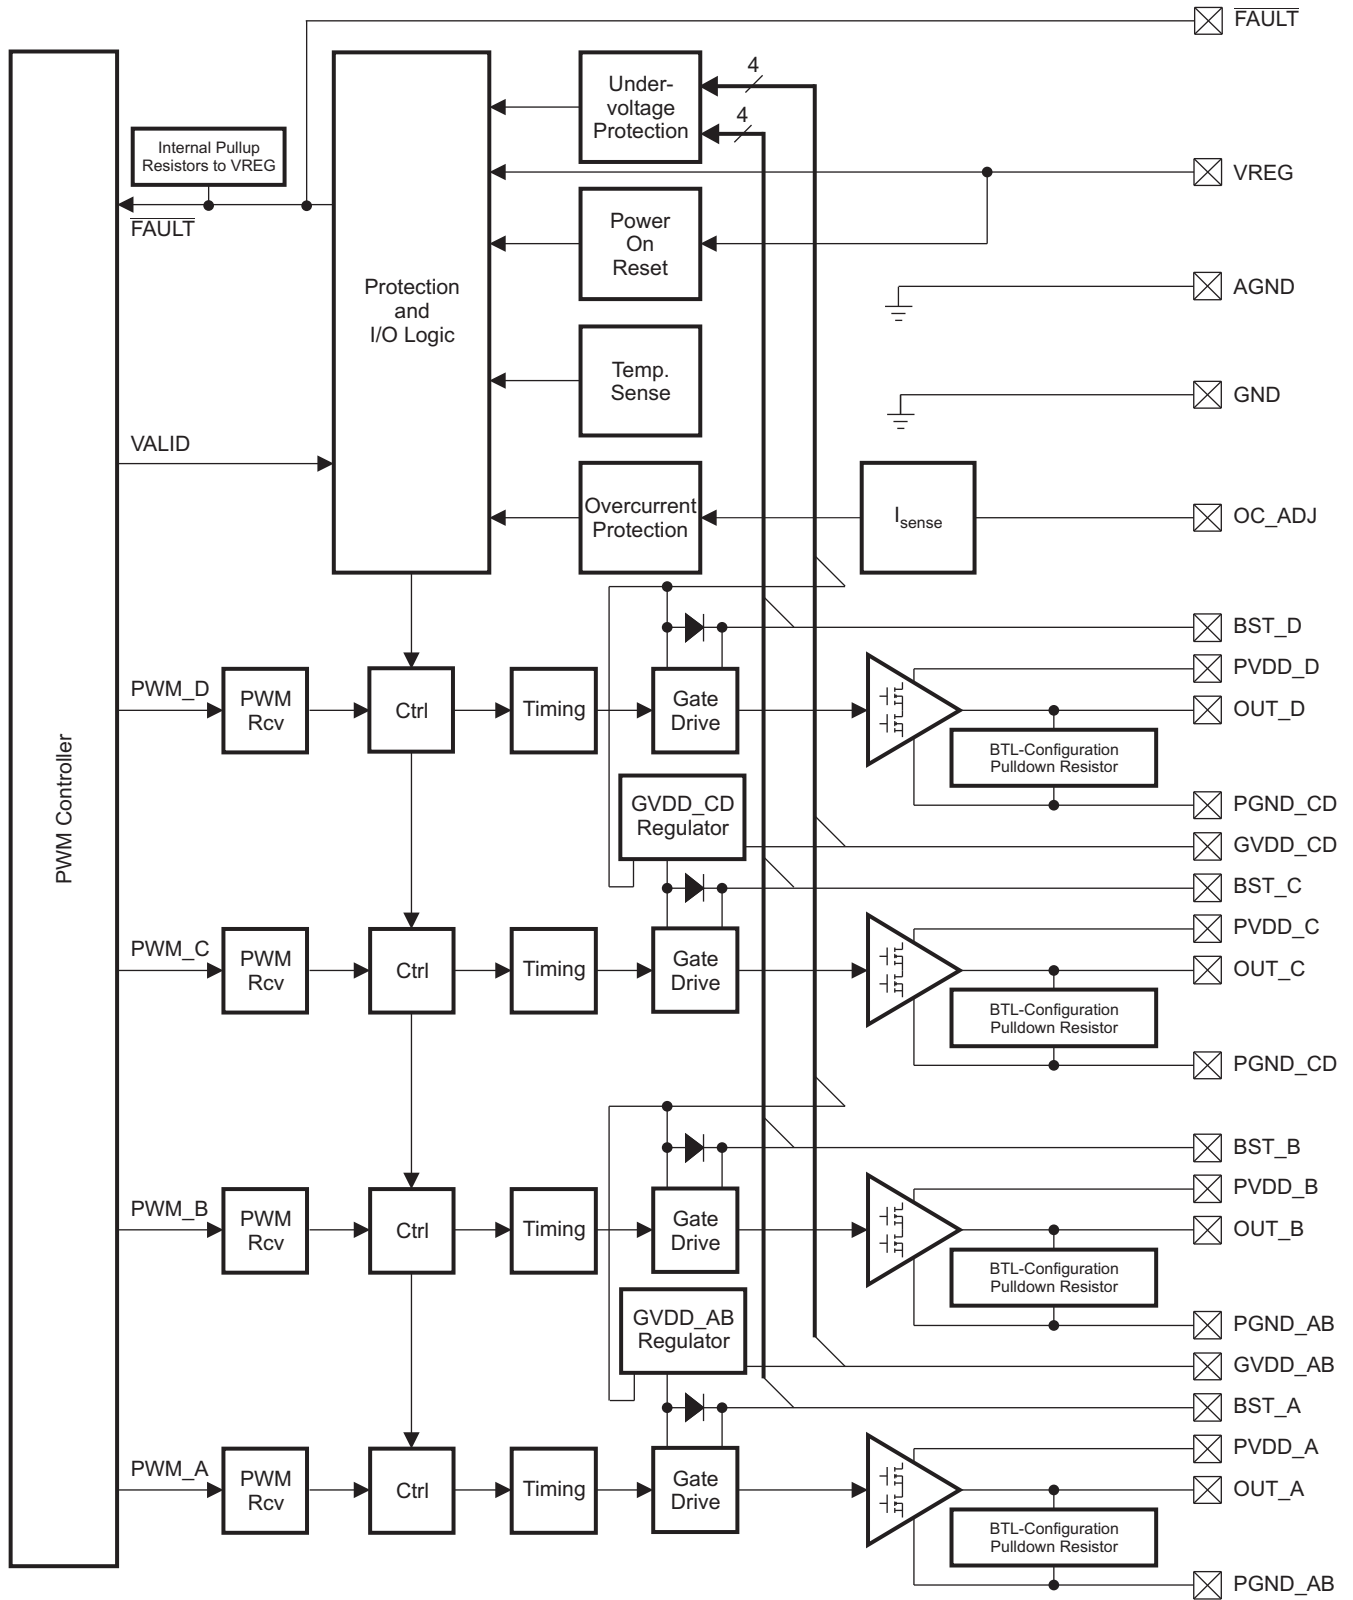 FAULT
4
Under-
voltage
Protection
4
Internal Pullup
Resistors to VREG
VREG
FAULT
Power
On
Reset
AGND
Protection
and
I/O Logic
Temp.
Sense
GND
VALID
Overcurrent
Protection
Isense
OC_ADJ
BST_D
PVDD_D
PWM_D
PWM
Rcv
Ctrl
Timing
Gate
Drive
OUT_D
BTL-Configuration
Pulldown Resistor
PWM Controller
GVDD_CD
Regulator
PGND_CD
GVDD_CD
BST_C
PVDD_C
PWM_C
PWM
Rcv
Ctrl
Timing
Gate
Drive
OUT_C
BTL-Configuration
Pulldown Resistor
PGND_CD
BST_B
PVDD_B
PWM_B
PWM
Rcv
Ctrl
Timing
Gate
Drive
OUT_B
BTL-Configuration
Pulldown Resistor
GVDD_AB
Regulator
PGND_AB
GVDD_AB
BST_A
PVDD_A
PWM_A
PWM
Rcv
Ctrl
Timing
Gate
Drive
OUT_A
BTL-Configuration
Pulldown Resistor
PGND_AB